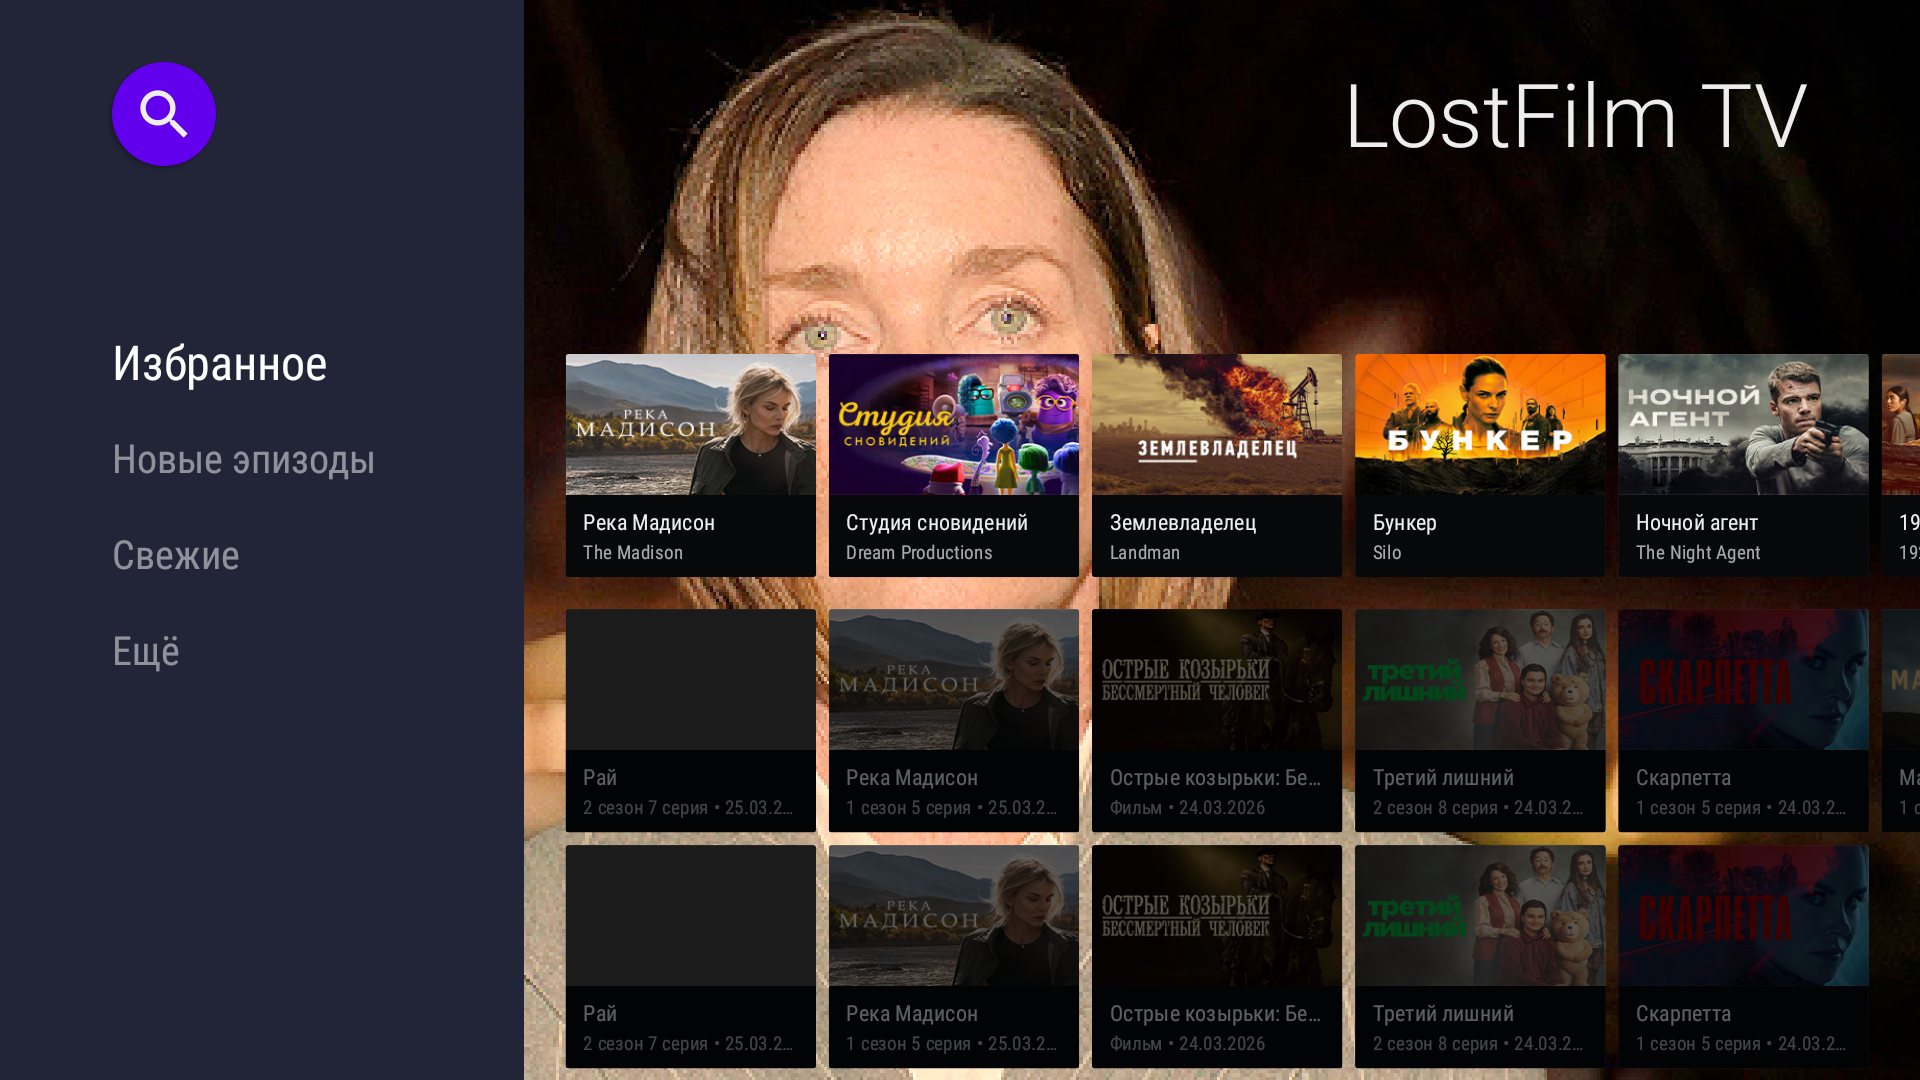 LostFilm TV
Избранное
Новые эпизоды
Свежие
Ещё
РЕКА
МАДИСОН
Студия
СНОВИДЕНИЙ
ЗЕМЛЕВЛАДЕЛЕЦ
БУНКЕР
НОЧНОЙ
АГЕНТ
Река Мадисон
The Madison
Студия сновидений
Dream Productions
Землевладелец
Landman
Бункер
Silo
Ночной агент
The Night Agent
РЕКА
МАДИСОН
ОСТРЫЕ КОЗЫРЬКИ
БЕССМЕРТНЫЙ ЧЕЛОВЕК
третий
лишний
СКАРПЕТТА
Рай
2 сезон 7 серия • 25.03.2...
Река Мадисон
1 сезон 5 серия • 25.03.2...
Острые козырьки: Бе...
Фильм • 24.03.2026
Третий лишний
2 сезон 8 серия • 24.03.2...
Скарпетта
1 сезон 5 серия • 24.03.2...
РЕКА
МАДИСОН
ОСТРЫЕ КОЗЫРЬКИ
БЕССМЕРТНЫЙ ЧЕЛОВЕК
третий
лишний
СКАРПЕТТА
Рай
2 сезон 7 серия • 25.03.2...
Река Мадисон
1 сезон 5 серия • 25.03.2...
Острые козырьки: Бе...
Фильм • 24.03.2026
Третий лишний
2 сезон 8 серия • 24.03.2...
Скарпетта
1 сезон 5 серия • 24.03.2...